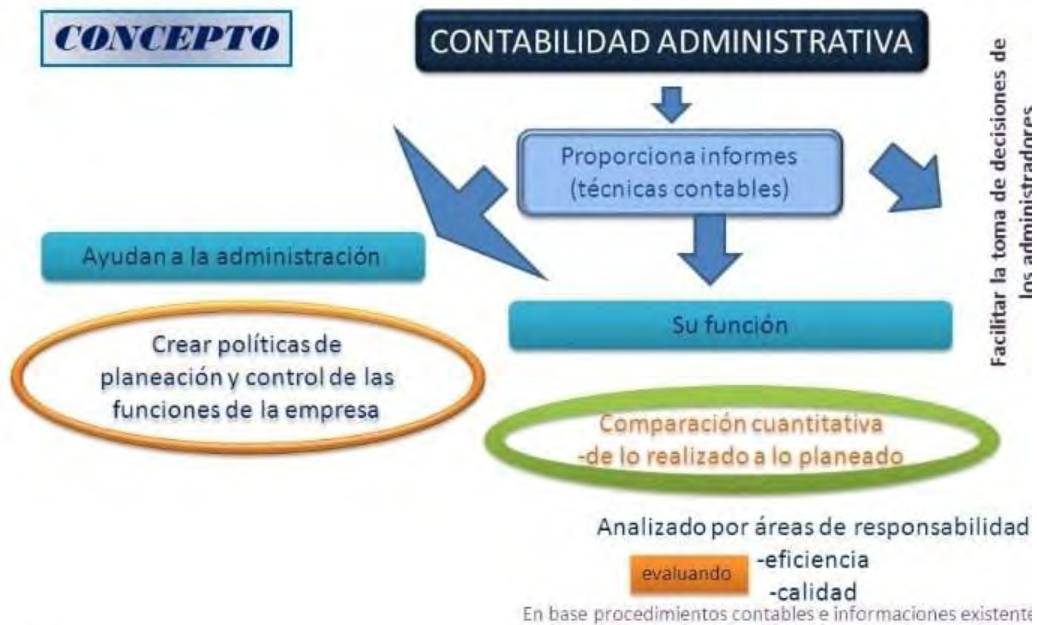 CONCEPTO
CONTABILIDAD ADMINISTRATIVA
Proporciona informes
(técnicas contables)
Facilitar la toma de decisiones de
los administradores
Ayudan a la administración
Crear políticas de
planeación y control de las
funciones de la empresa
Su función
Comparación cuantitativa
-de lo realizado a lo planeado
Analizado por áreas de responsabilidad
evaluando
-eficiencia
-calidad
En base procedimientos contables e informaciones existente